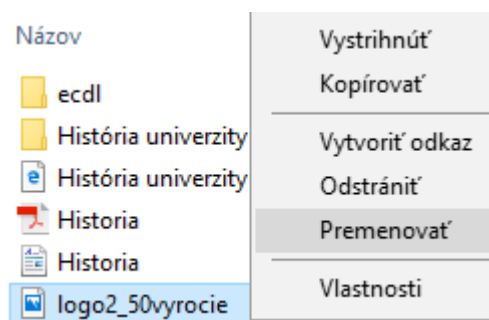 Názov
ecdl
História univerzity
História univerzity
Historia
Historia
logo2_50vyrocie
Vystrihnúť
Kopírovať
Vytvoriť odkaz
Odstrániť
Premenovať
Vlastnosti